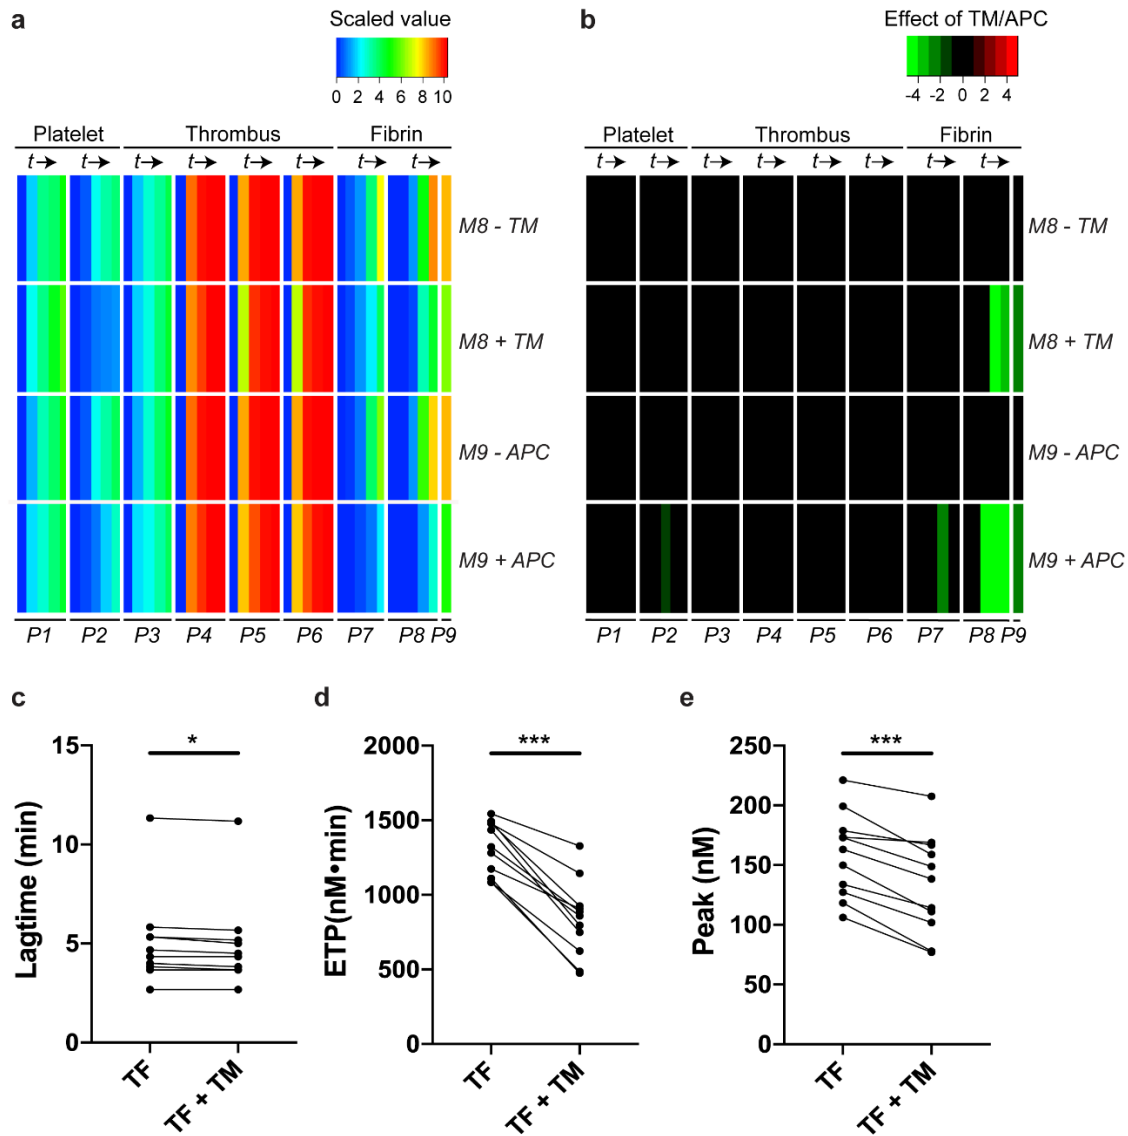 a
Scaled value
0 2 4 6 8 10
Platelet Thrombus Fibrin
t→ t→ t→ t→ t→ t→ t→ t→
M8 - TM
M8 + TM
M9 - APC
M9 + APC
P1 P2 P3 P4 P5 P6 P7 P8 P9
b
Effect of TM/APC
-4 -2 0 2 4
Platelet Thrombus Fibrin
t→ t→ t→ t→ t→ t→ t→ t→
M8 - TM
M8 + TM
M9 - APC
M9 + APC
P1 P2 P3 P4 P5 P6 P7 P8 P9
c
*
15
10
5
0
Lagtime (min)
TF
TF + TM
d
***
2000
1500
1000
500
0
ETP(nM•min)
TF
TF + TM
e
***
250
200
150
100
50
0
Peak (nM)
TF
TF + TM